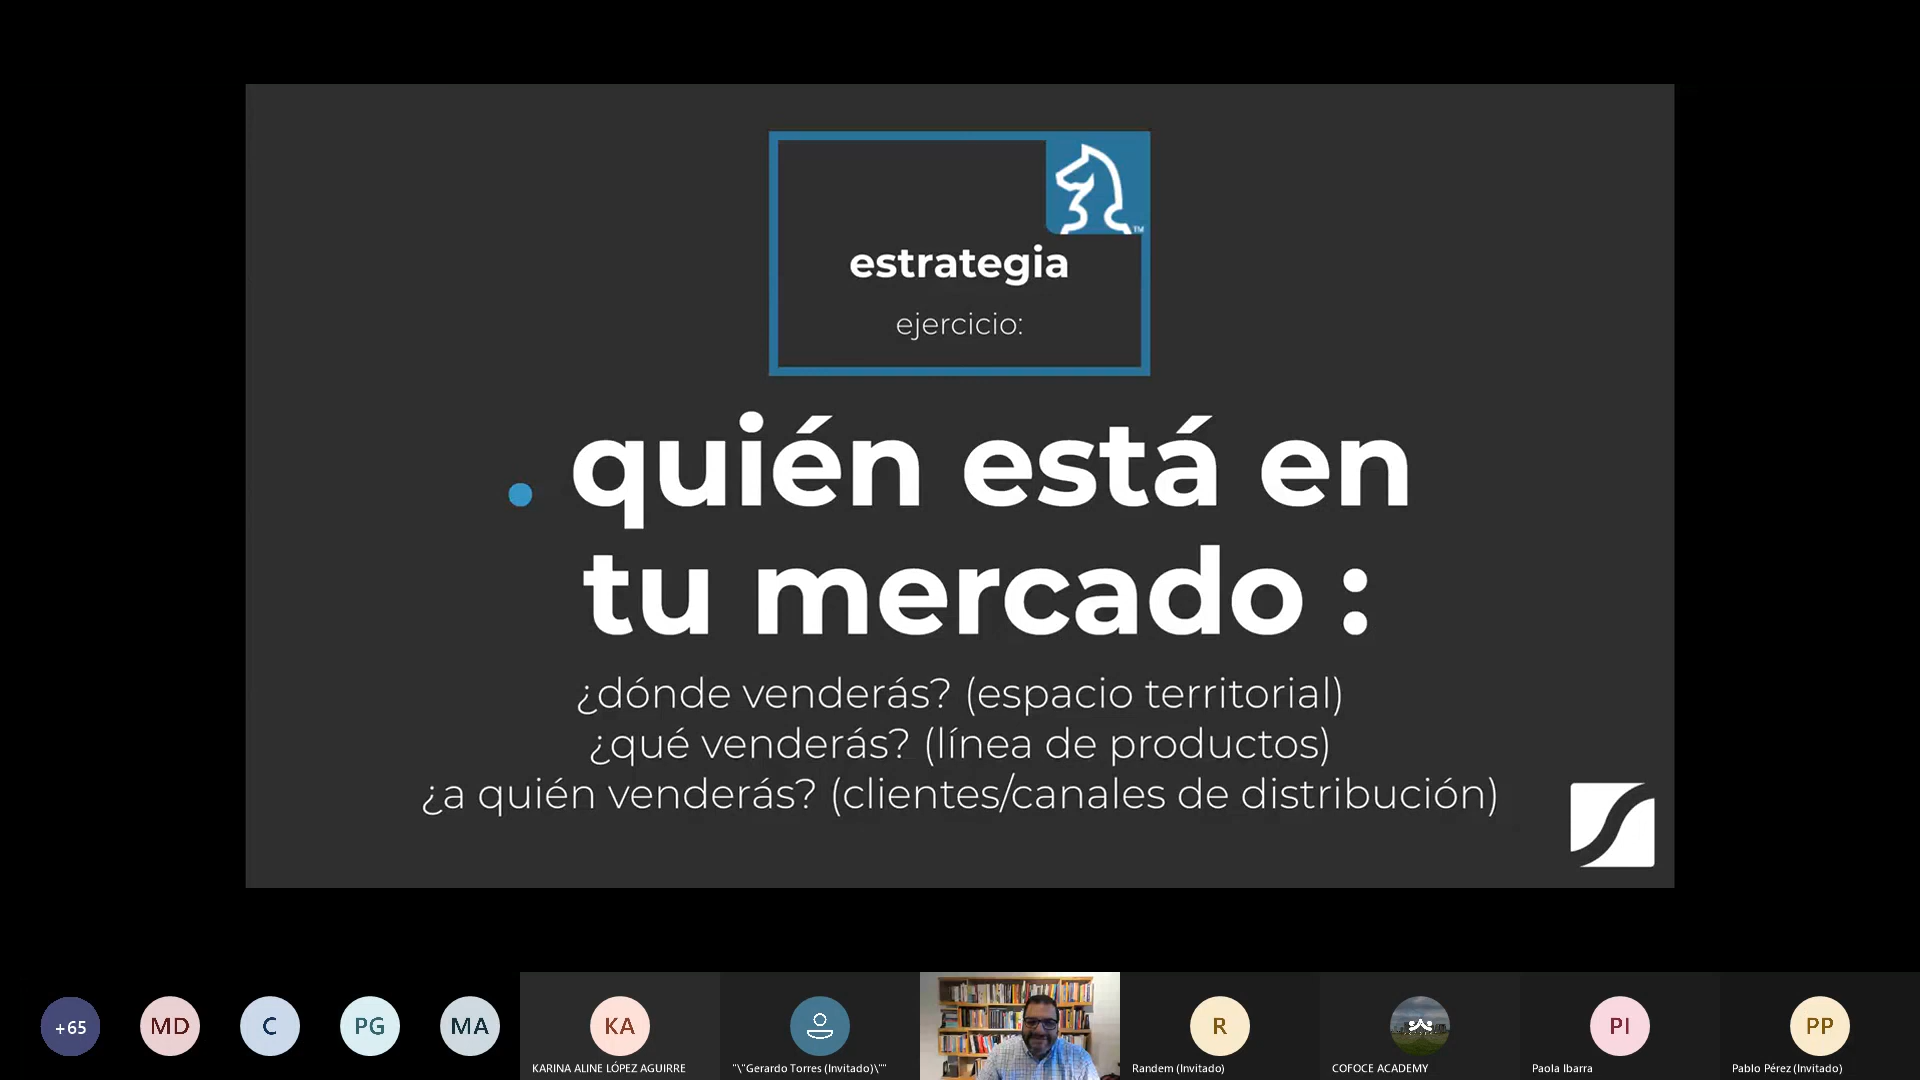 TM
estrategia
ejercicio:
. quién está en
tu mercado :
¿dónde venderás? (espacio territorial)
¿qué venderás? (línea de productos)
¿a quién venderás? (clientes/canales de distribución)
+65
MD
C
PG
MA
KA
R
PI
PP
KARINA ALINE LÓPEZ AGUIRRE
"\"Gerardo Torres (Invitado)\""
Randem (Invitado)
COFOCE ACADEMY
Paola Ibarra
Pablo Pérez (Invitado)